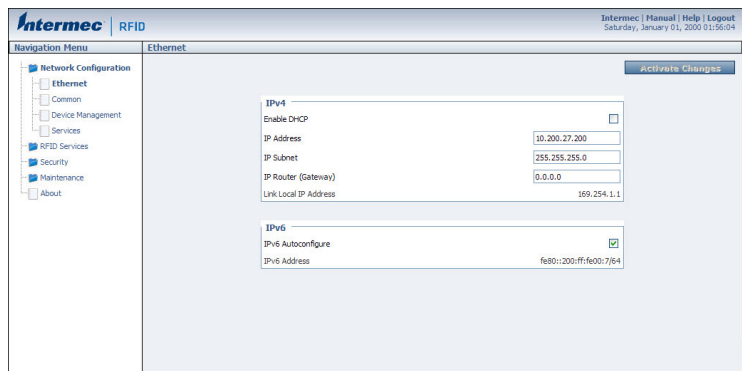 Intermec | RFID
Intermec | Manual | Help | Logout
Saturday, January 01, 2000 01:56:04
Navigation Menu
Ethernet
Network Configuration
Ethernet
Common
Device Management
Services
RFID Services
Security
Maintenance
About
Activate Changes
IPv4
Enable DHCP
IP Address 10.200.27.200
IP Subnet 255.255.255.0
IP Router (Gateway) 0.0.0.0
Link Local IP Address 169.254.1.1
IPv6
IPv6 Autoconfigure
IPv6 Address fe80::200:ff:fe00:7/64